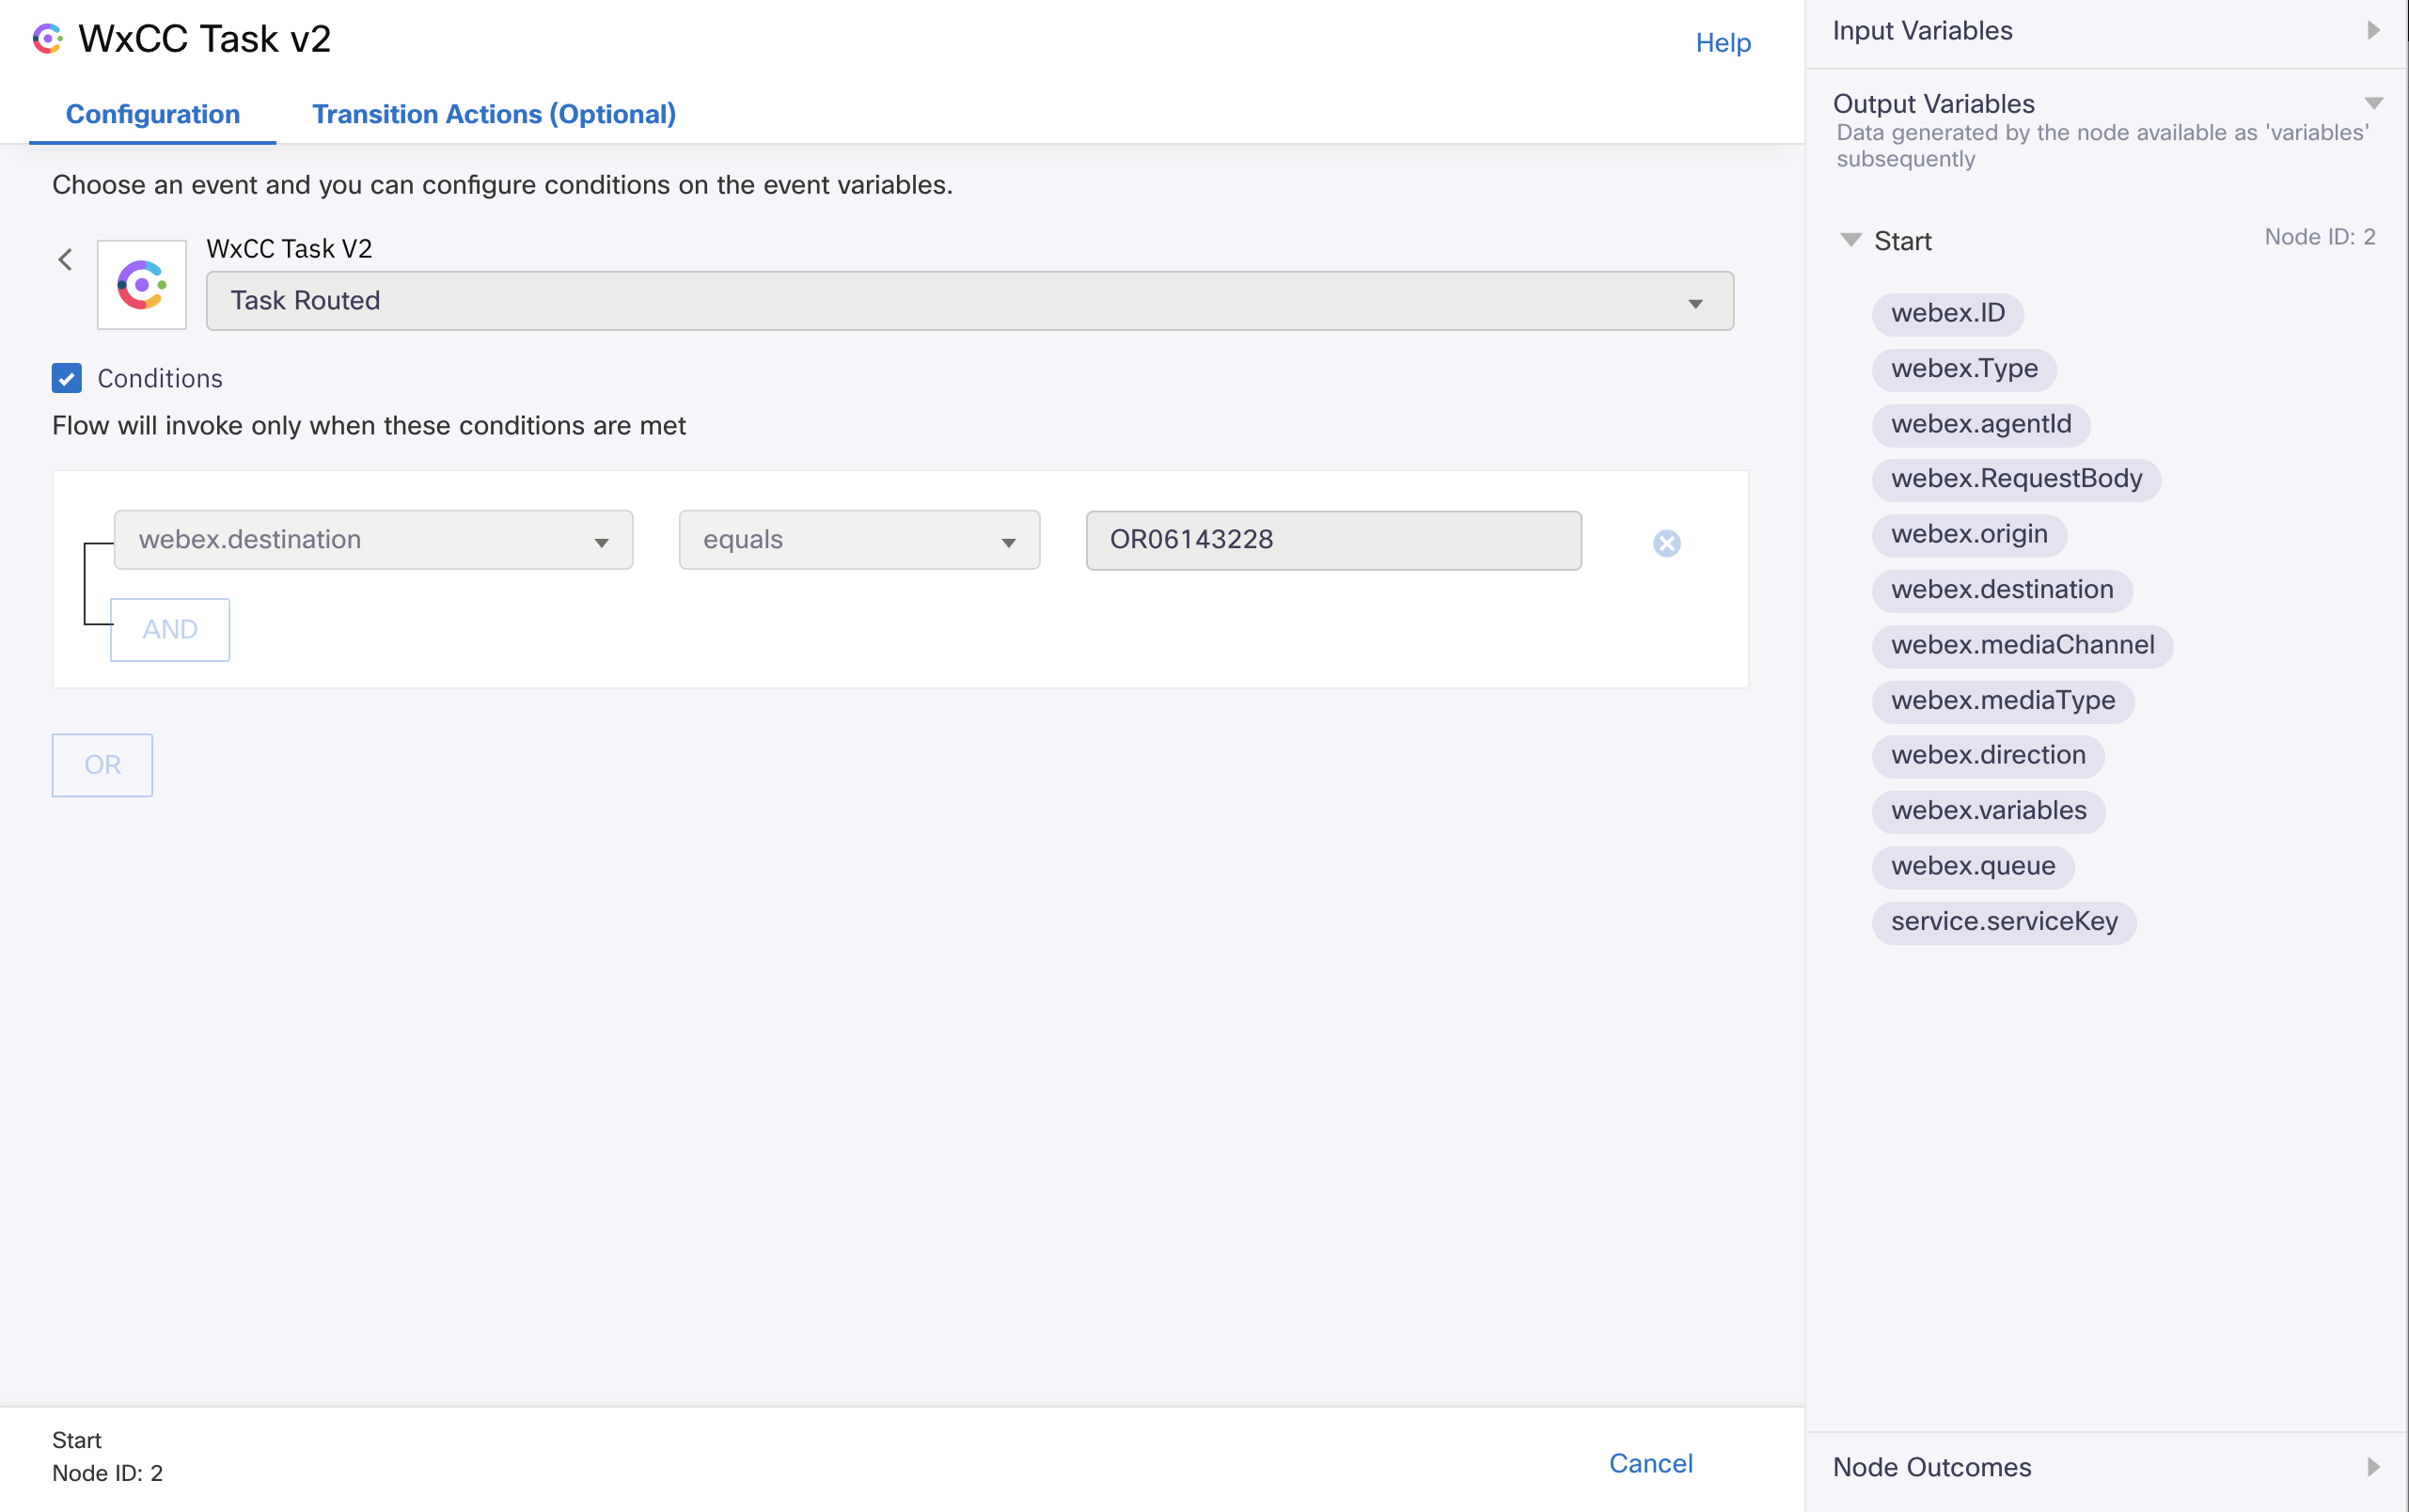 WxCC Task v2
Help
Configuration
Transition Actions (Optional)
Choose an event and you can configure conditions on the event variables.
WxCC Task V2
Task Routed
Conditions
Flow will invoke only when these conditions are met
webex.destination
equals
OR06143228
AND
OR
Start
Node ID: 2
Cancel
Input Variables
Output Variables
Data generated by the node available as 'variables'
subsequently
Start
Node ID: 2
webex.ID
webex.Type
webex.agentId
webex.RequestBody
webex.origin
webex.destination
webex.mediaChannel
webex.mediaType
webex.direction
webex.variables
webex.queue
service.serviceKey
Node Outcomes